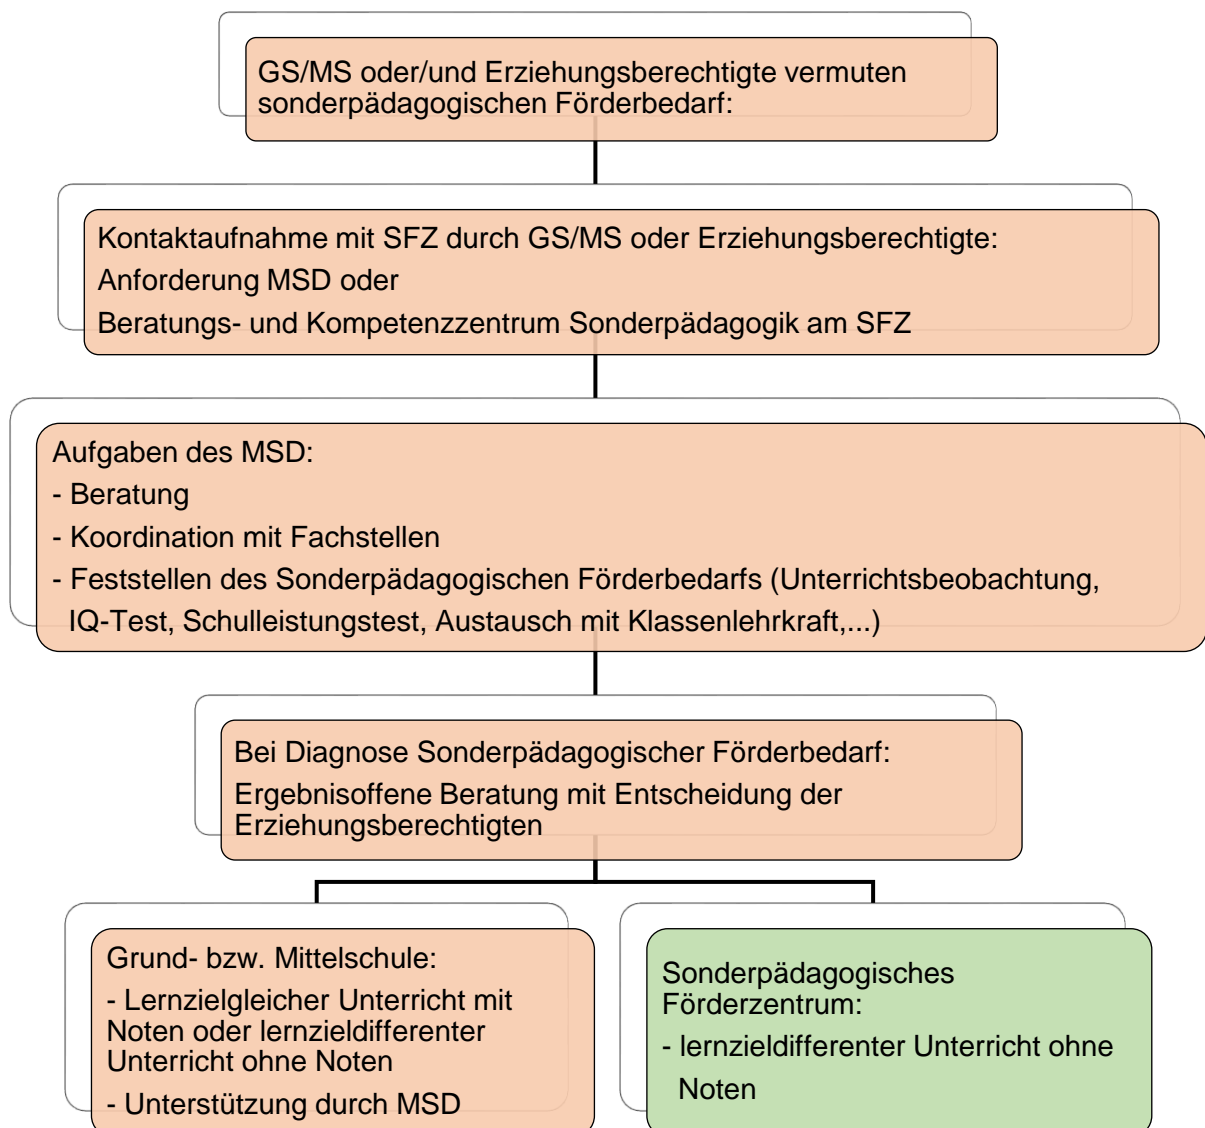 GS/MS oder/und Erziehungsberechtigte vermuten
sonderpädagogischen Förderbedarf:
Kontaktaufnahme mit SFZ durch GS/MS oder Erziehungsberechtigte:
Anforderung MSD oder
Beratungs- und Kompetenzzentrum Sonderpädagogik am SFZ
Aufgaben des MSD:
- Beratung
- Koordination mit Fachstellen
- Feststellen des Sonderpädagogischen Förderbedarfs (Unterrichtsbeobachtung,
IQ-Test, Schulleistungstest, Austausch mit Klassenlehrkraft,...)
Bei Diagnose Sonderpädagogischer Förderbedarf:
Ergebnisoffene Beratung mit Entscheidung der
Erziehungsberechtigten
Grund- bzw. Mittelschule:
- Lernzielgleicher Unterricht mit
Noten oder lernzieldifferenter
Unterricht ohne Noten
- Unterstützung durch MSD
Sonderpädagogisches
Förderzentrum:
- lernzieldifferenter Unterricht ohne
Noten